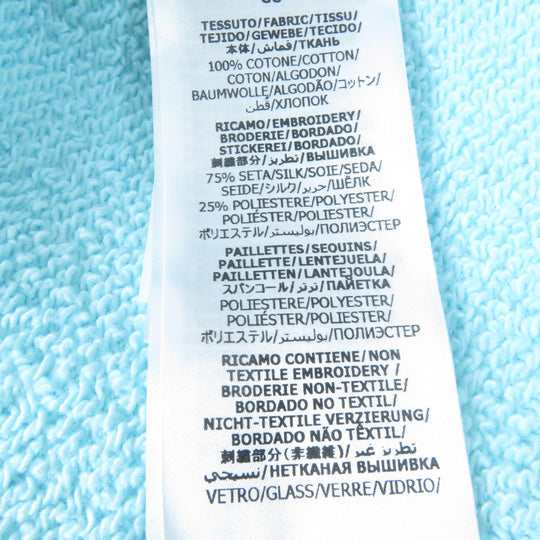 TESSUTO/FABRIC/TISSU/
TEJIDO/GEWEBE/TECIDO/
本体/قماش/ТКАНЬ
100% COTONE/COTTON/
COTON/ALGODON/
BAUMWOLLE/ALGODÃO/コットン/
قطن/ХЛОПОК
RICAMO/EMBROIDERY/
BRODERIE/BORDADO/
STICKEREI/BORDADO/
刺繍部分/تطريز/ВЫШИВКА
75% SETA/SILK/SOIE/SEDA/
SEIDE/シルク/حرير/ШЁЛК
25% POLIESTERE/POLYESTER/
POLIÉSTER/POLIESTER/
ポリエステル/بوليستر/ПОЛИЭСТЕР
PAILLETTES/SEQUINS/
PAILLETTE/LENTEJUELA/
PAILLETTEN/LANTEJOULA/
スパンコール/ترتر/ПАЙЕТКА
POLIESTERE/POLYESTER/
POLIÉSTER/POLIESTER/
ポリエステル/بوليستر/ПОЛИЭСТЕР
RICAMO CONTIENE/NON
TEXTILE EMBROIDERY/
BRODERIE NON-TEXTILE/
BORDADO NO TEXTIL/
NICHT-TEXTILE VERZIERUNG/
BORDADO NÃO TÊXTIL/
刺繍部分(非繊維)/تطريز غير
نسيجي/НЕТКАНАЯ ВЫШИВКА
VETRO/GLASS/VERRE/VIDRIO/